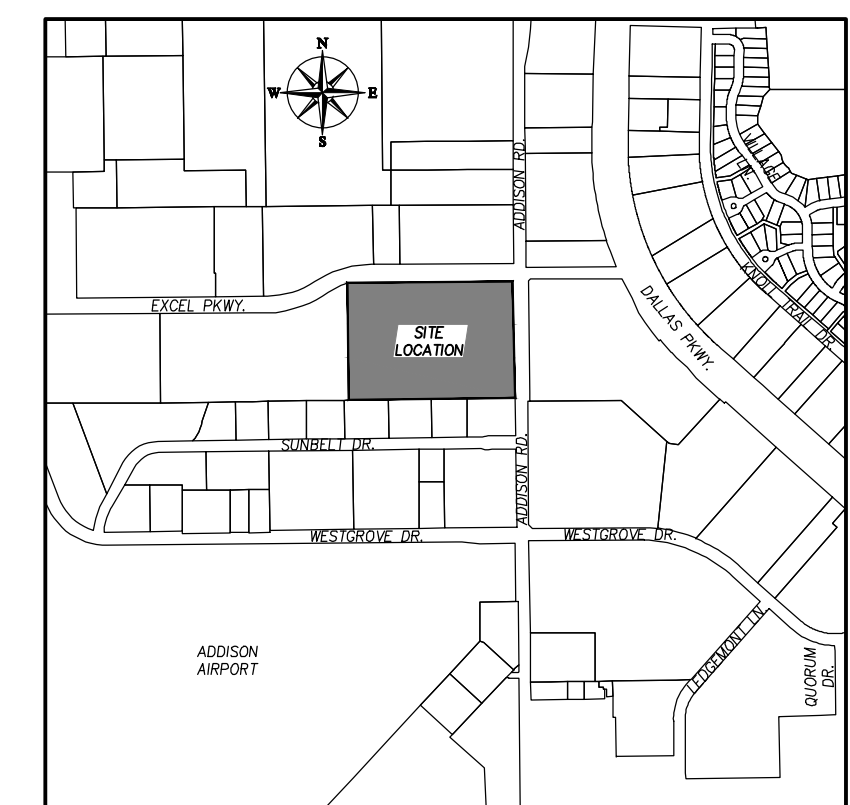 N
W E
S
ADDISON RD.
VILLAGE
LN.
EXCEL PKWY.
SITE
LOCATION
DALLAS PKWY.
KNOLL TRAIL DR.
SUNBELT DR.
ADDISON RD.
WESTGROVE DR.
WESTGROVE DR.
ADDISON
AIRPORT
LEDGEMONT LN.
QUORUM
DR.